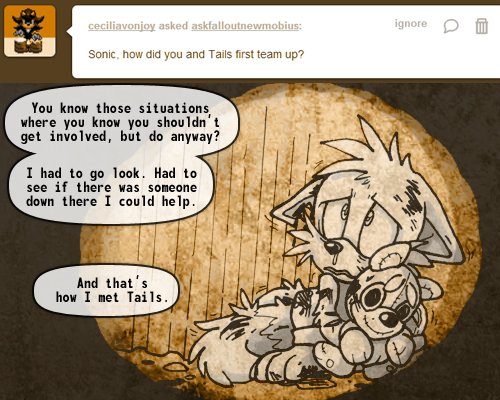 ceciliavonjoy asked askfalloutnewmobius:
ignore
Sonic, how did you and Tails first team up?
You know those situations
where you know you shouldn't
get involved, but do anyway?
I had to go look. Had to
see if there was someone
down there I could help.
And that's
how I met Tails.